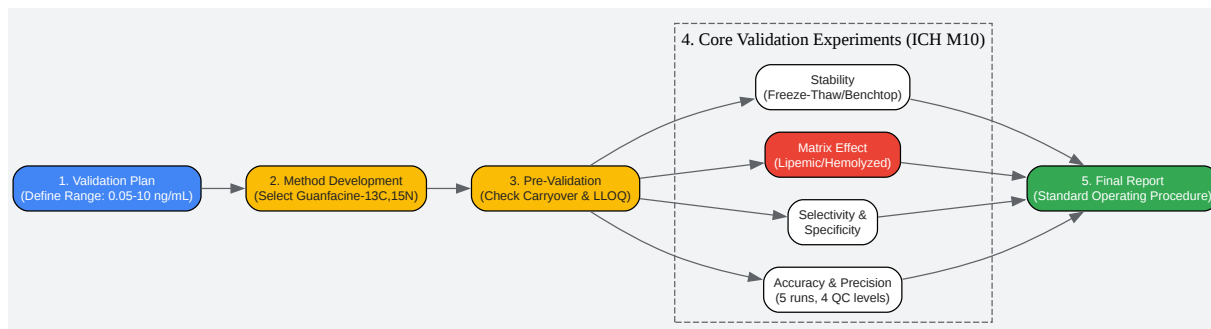 1. Validation Plan
(Define Range: 0.05-10 ng/mL)
2. Method Development
(Select Guanfacine-13C,15N)
3. Pre-Validation
(Check Carryover & LLOQ)
4. Core Validation Experiments (ICH M10)
Stability
(Freeze-Thaw/Benchtop)
Matrix Effect
(Lipemic/Hemolyzed)
Selectivity &
Specificity
Accuracy & Precision
(5 runs, 4 QC levels)
5. Final Report
(Standard Operating Procedure)